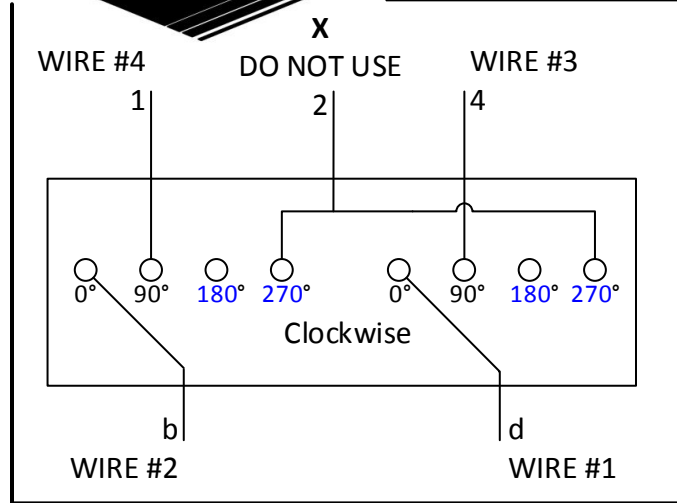 X
WIRE #4 DO NOT USE WIRE #3
1 2 4
0° 90° 180° 270° 0° 90° 180° 270°
Clockwise
b d
WIRE #2 WIRE #1